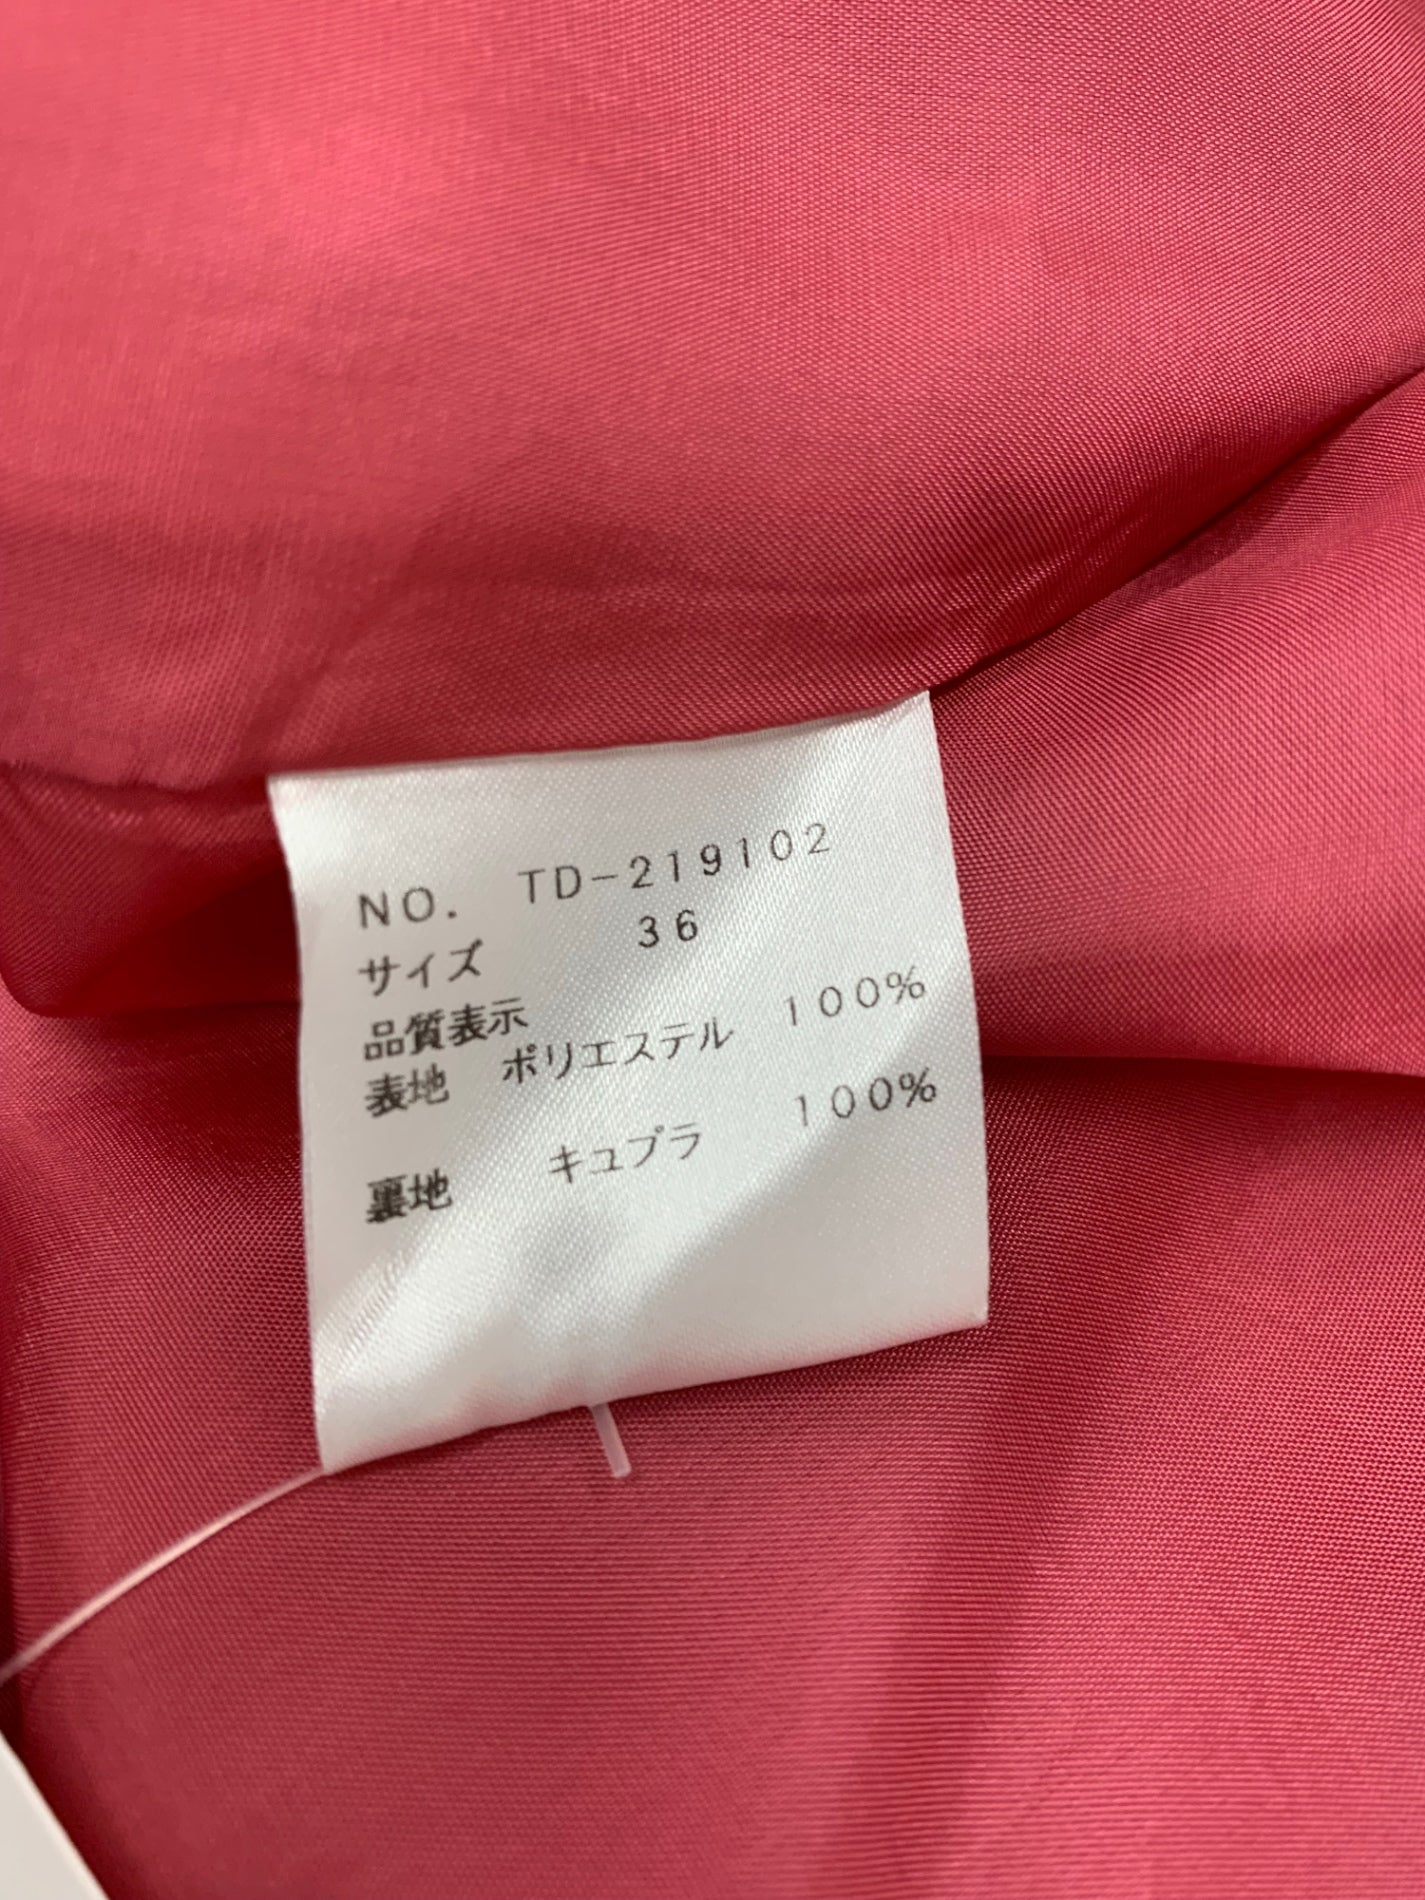 NO. TD-219102
サイズ 36
品質表示
表地 ポリエステル 100%
裏地 キュプラ 100%